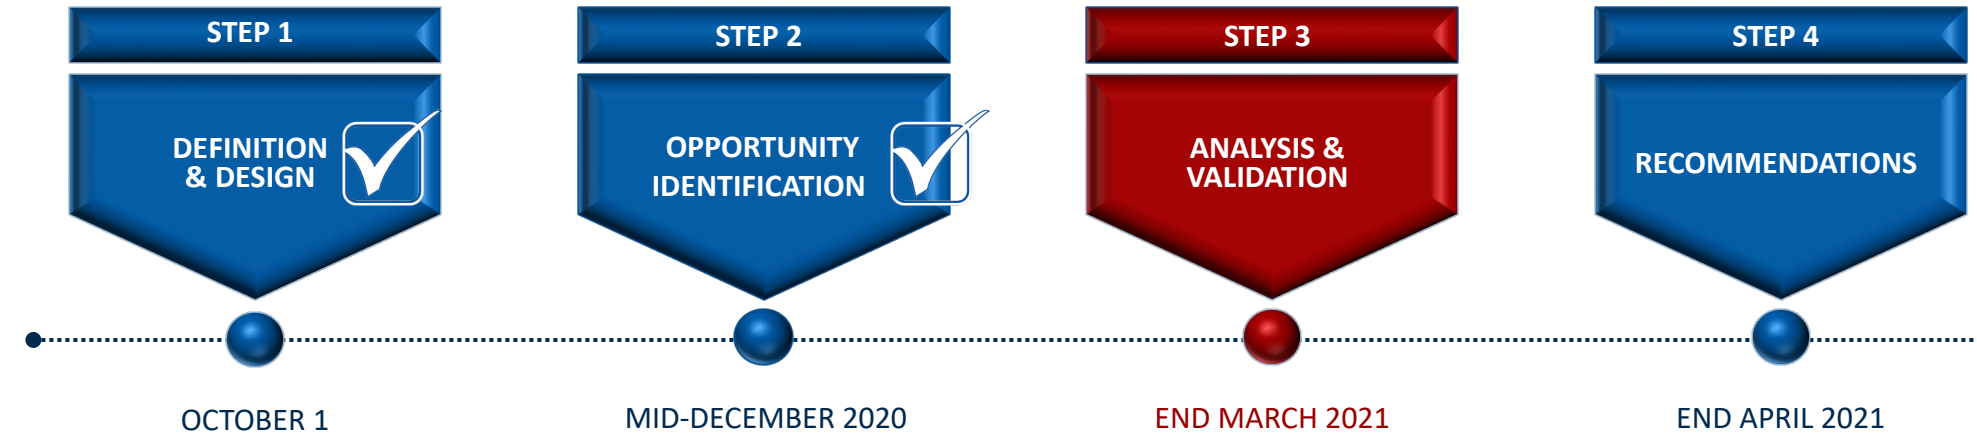 STEP 1
DEFINITION
& DESIGN
OCTOBER 1
STEP 2
OPPORTUNITY
IDENTIFICATION
MID-DECEMBER 2020
STEP 3
ANALYSIS &
VALIDATION
END MARCH 2021
STEP 4
RECOMMENDATIONS
END APRIL 2021